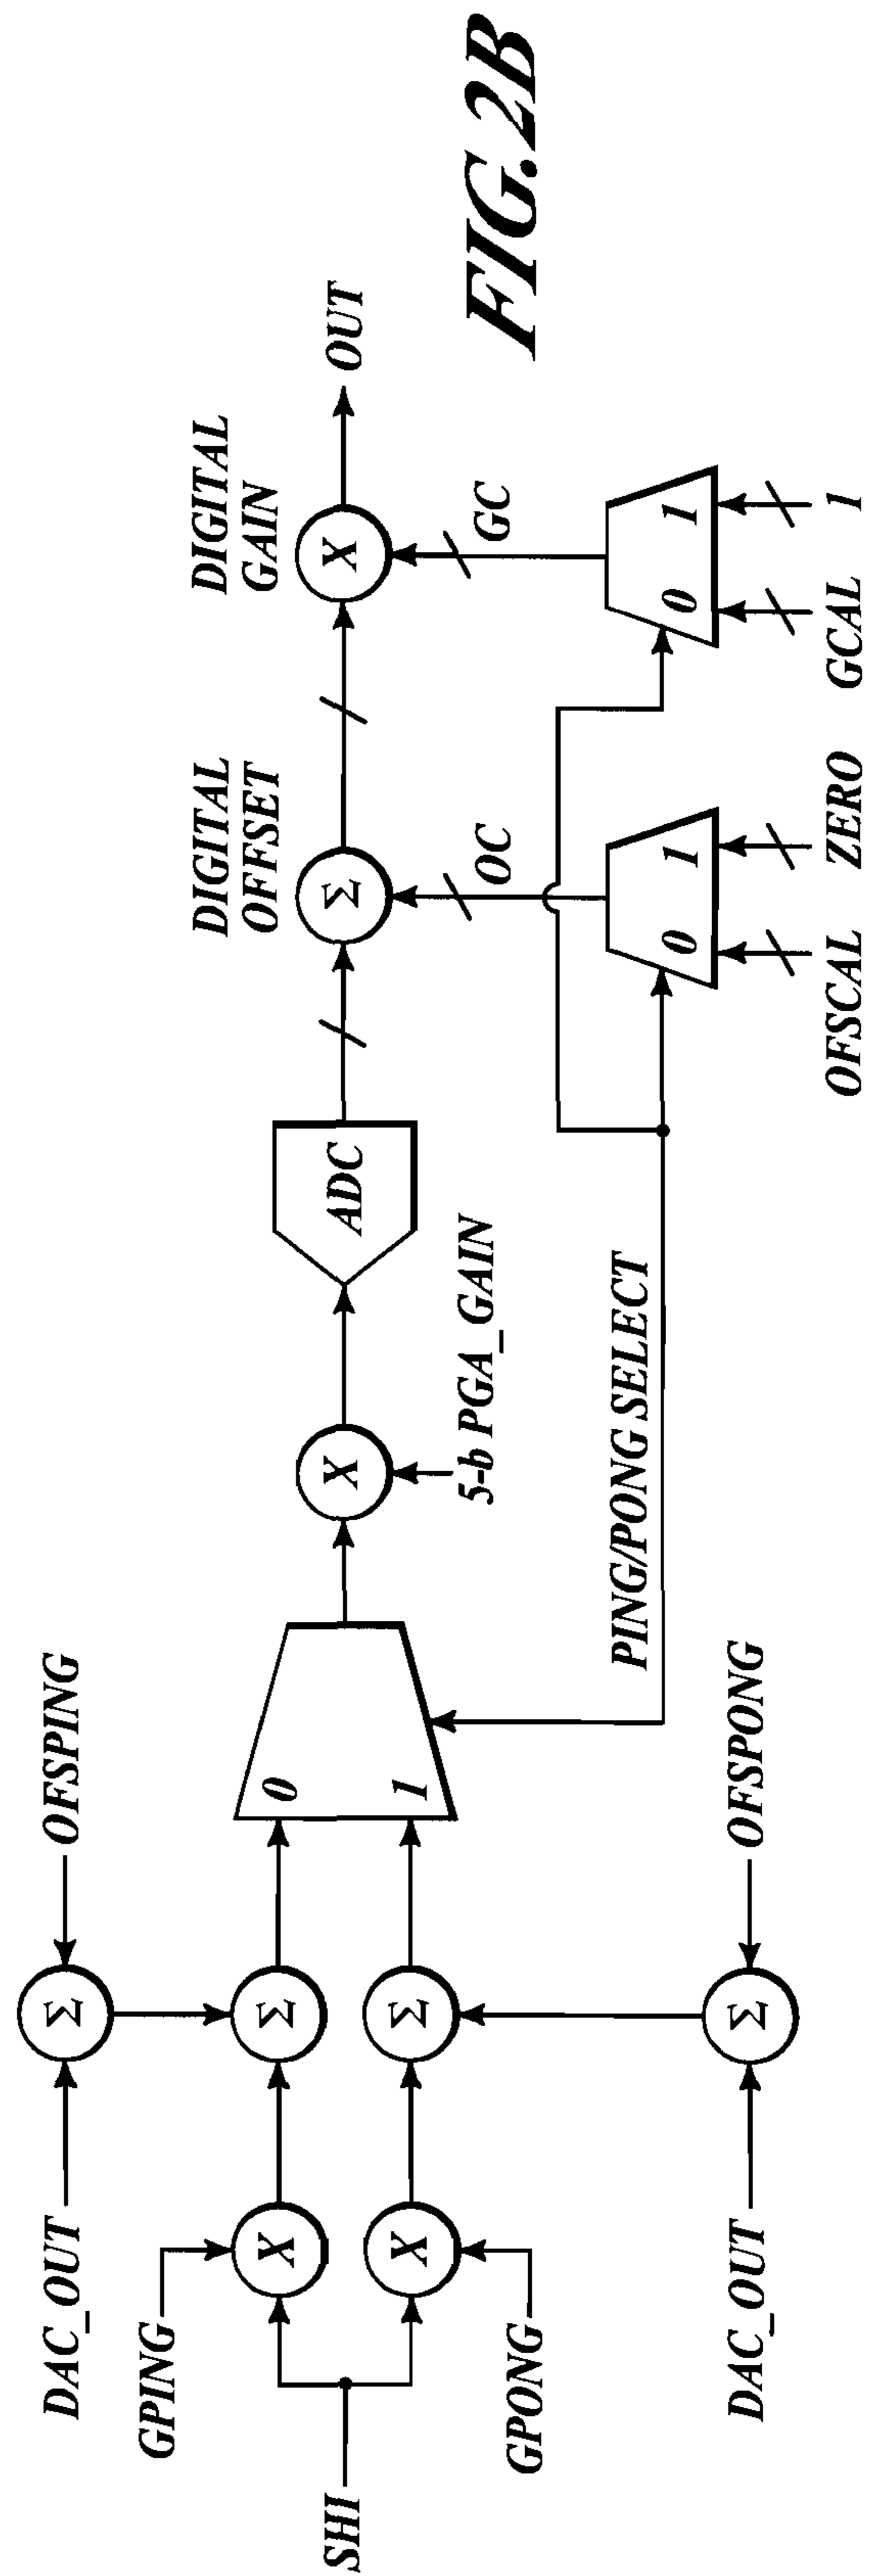 DAC_OUT
OFSPING
Σ
GPING
X
Σ
0
SHI
X
Σ
1
GPONG
DAC_OUT
Σ
OFSPONG
X
5-b PGA_GAIN
ADC
PING/PONG SELECT
DIGITAL
OFFSET
Σ
OC
0
1
OFSCAL
ZERO
DIGITAL
GAIN
X
OUT
GC
0
1
GCAL
1
FIG.2B